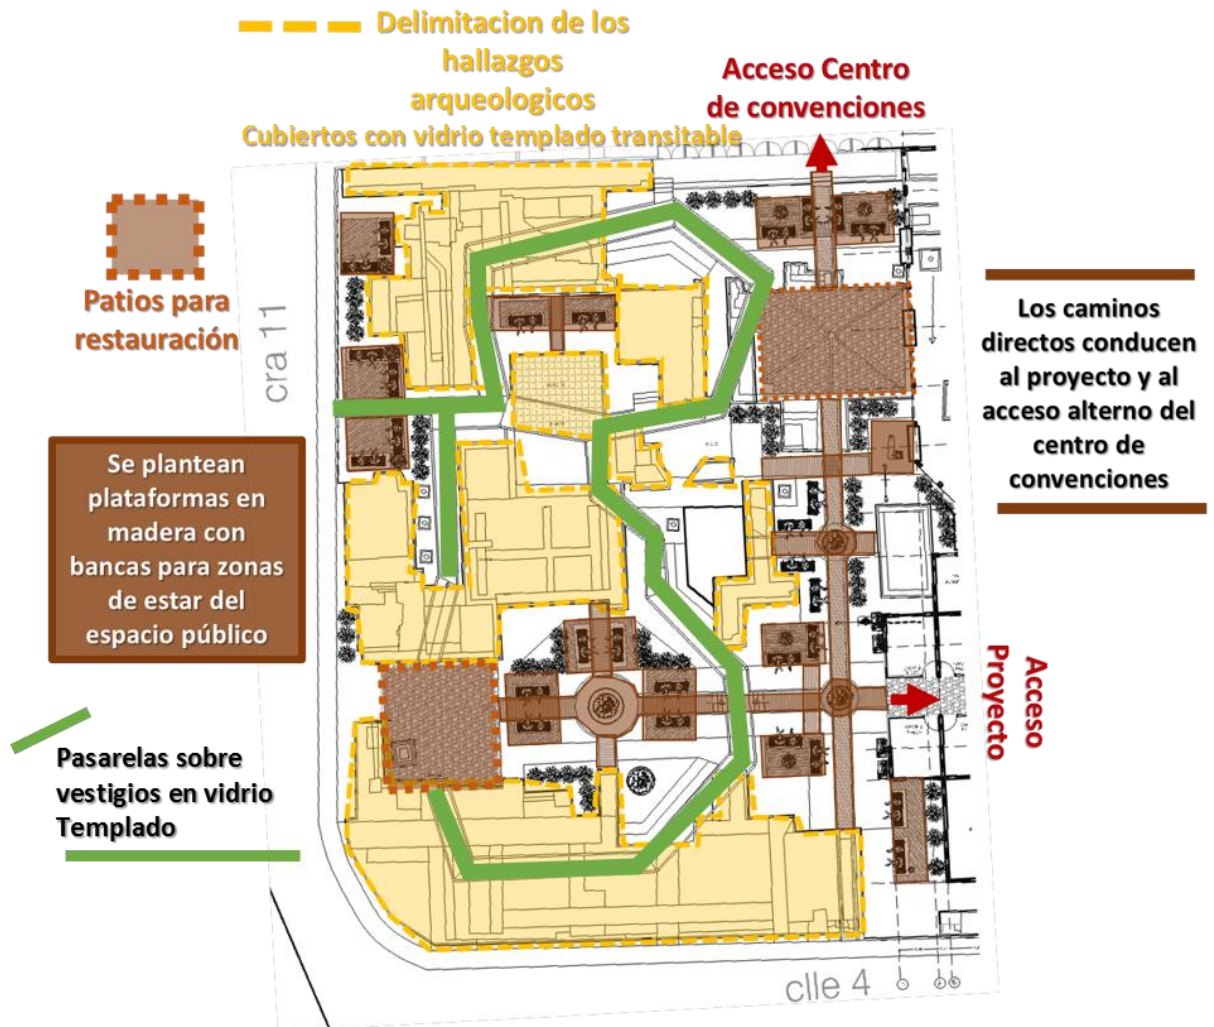 Delimitacion de los
hallazgos
arqueologicos
Cubiertos con vidrio templado transitable
Acceso Centro
de convenciones
Patios para
restauración
cra 11
Los caminos
directos conducen
al proyecto y al
acceso alterno del
centro de
convenciones
Se plantean
plataformas en
madera con
bancas para zonas
de estar del
espacio público
Acceso
Proyecto
Pasarelas sobre
vestigios en vidrio
Templado
clle 4